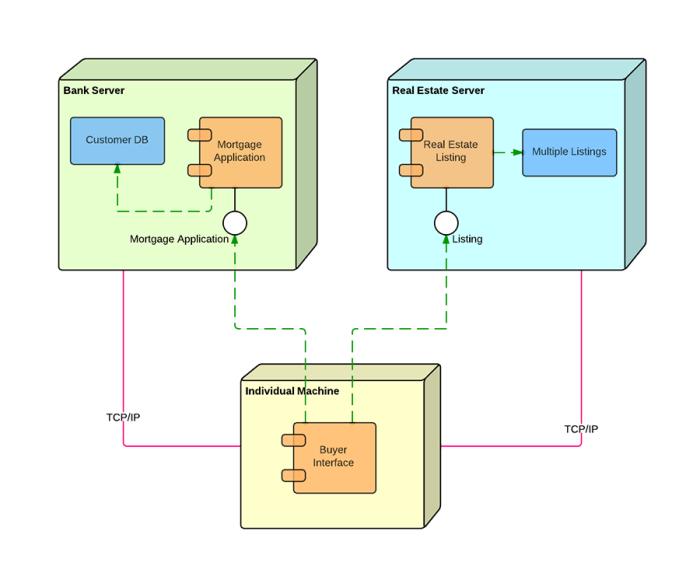 Bank Server
Customer DB
Mortgage
Application
Mortgage Application
Real Estate Server
Real Estate
Listing
Multiple Listings
Listing
Individual Machine
Buyer
Interface
TCP/IP
TCP/IP